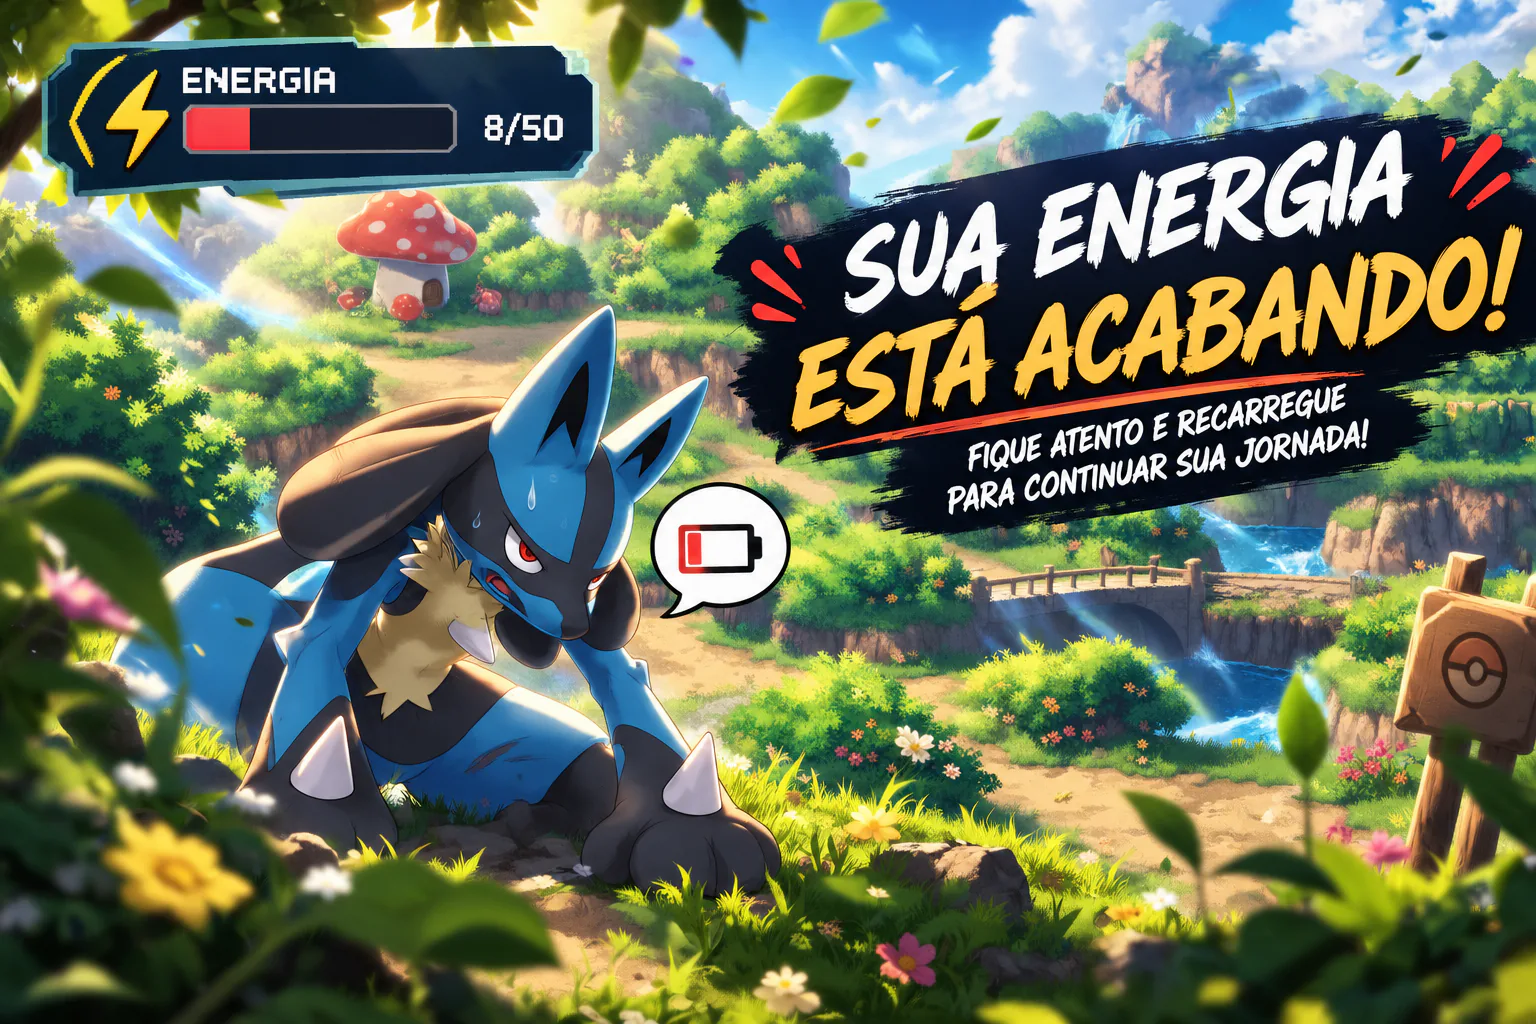 ENERGIA
8/50
SUA ENERGIA
ESTÁ ACABANDO!
FIQUE ATENTO E RECARREGUE
PARA CONTINUAR SUA JORNADA!